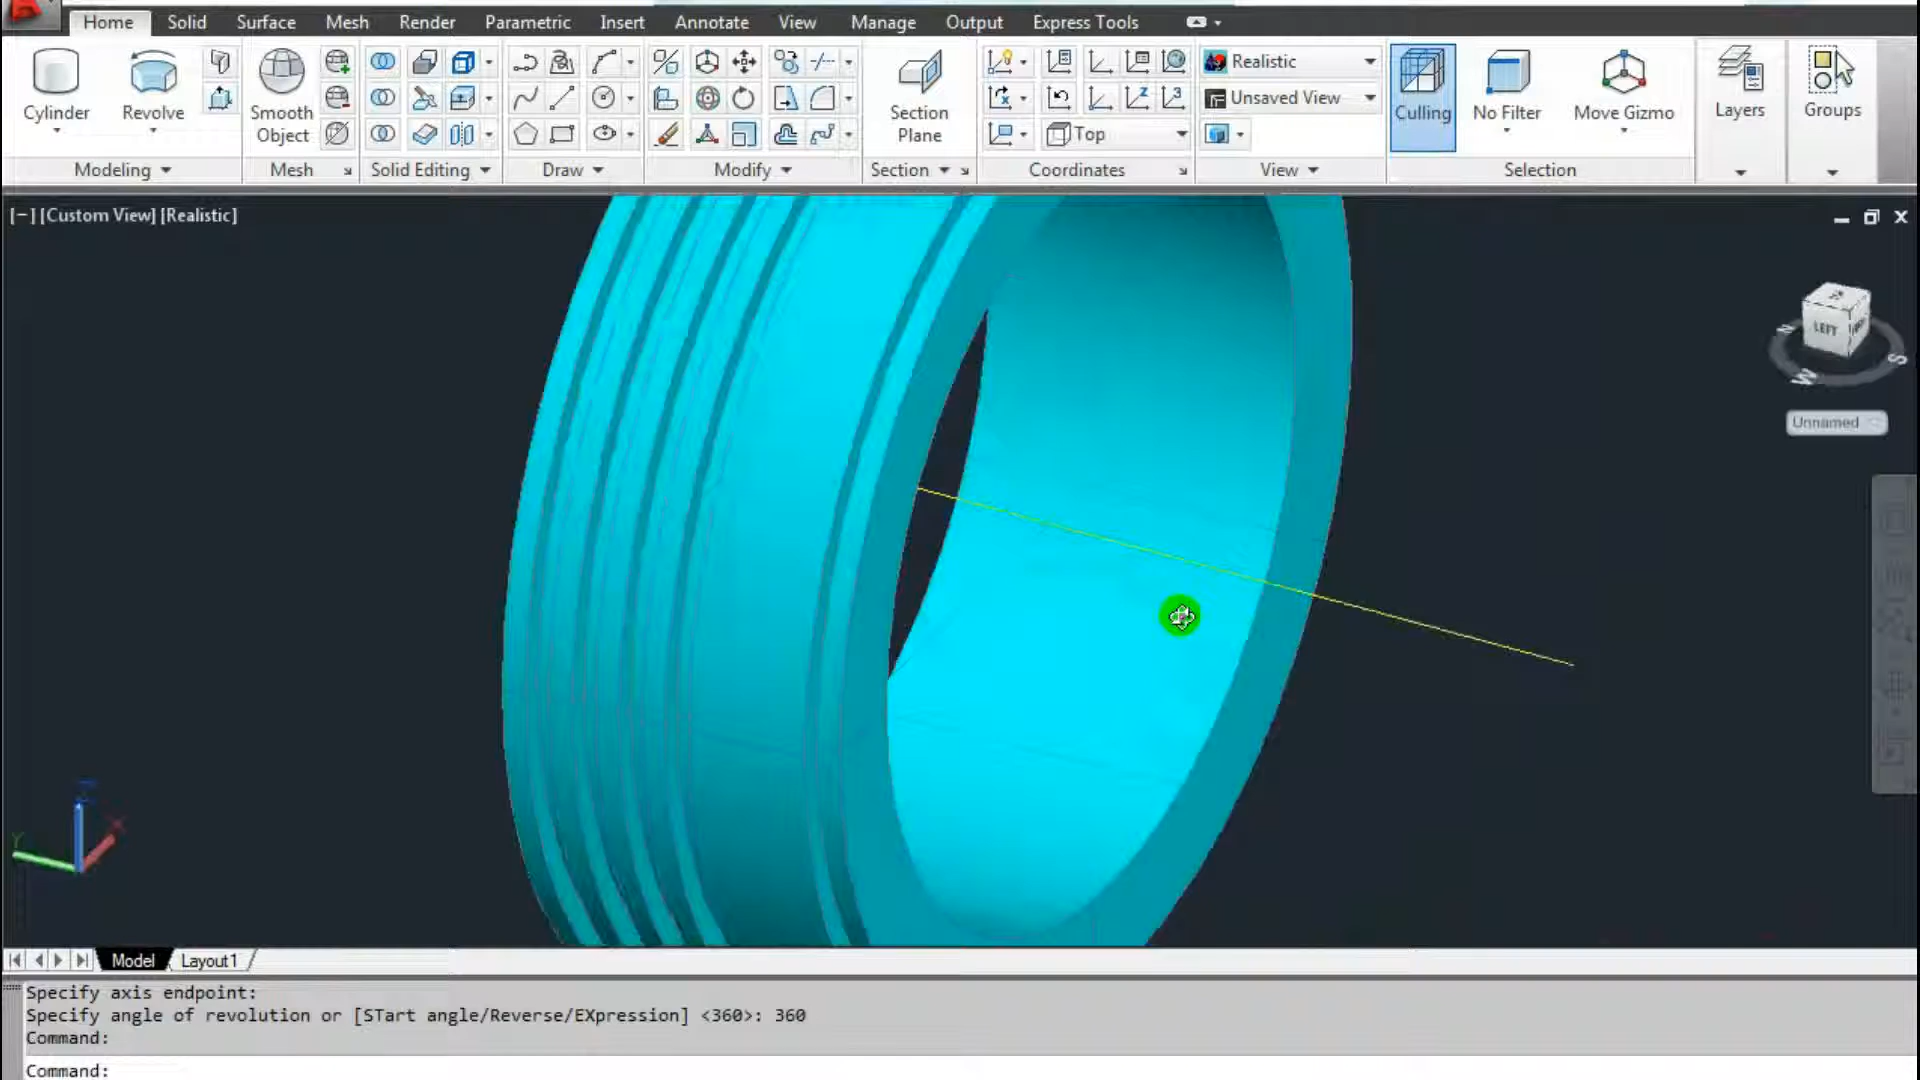 Home Solid Surface Mesh Render Parametric Insert Annotate View Manage Output Express Tools
Cylinder
Revolve
Smooth
Object
Section
Plane
Realistic
Unsaved View
Top
Culling
No Filter
Move Gizmo
Layers
Groups
Modeling Mesh Solid Editing Draw Modify Section Coordinates View Selection
[−] [Custom View] [Realistic]
LEFT
N
S
W
Unnamed
Z
X
Y
Model Layout1
Specify axis endpoint:
Specify angle of revolution or [STart angle/Reverse/EXpression] <360>: 360
Command:
Command: